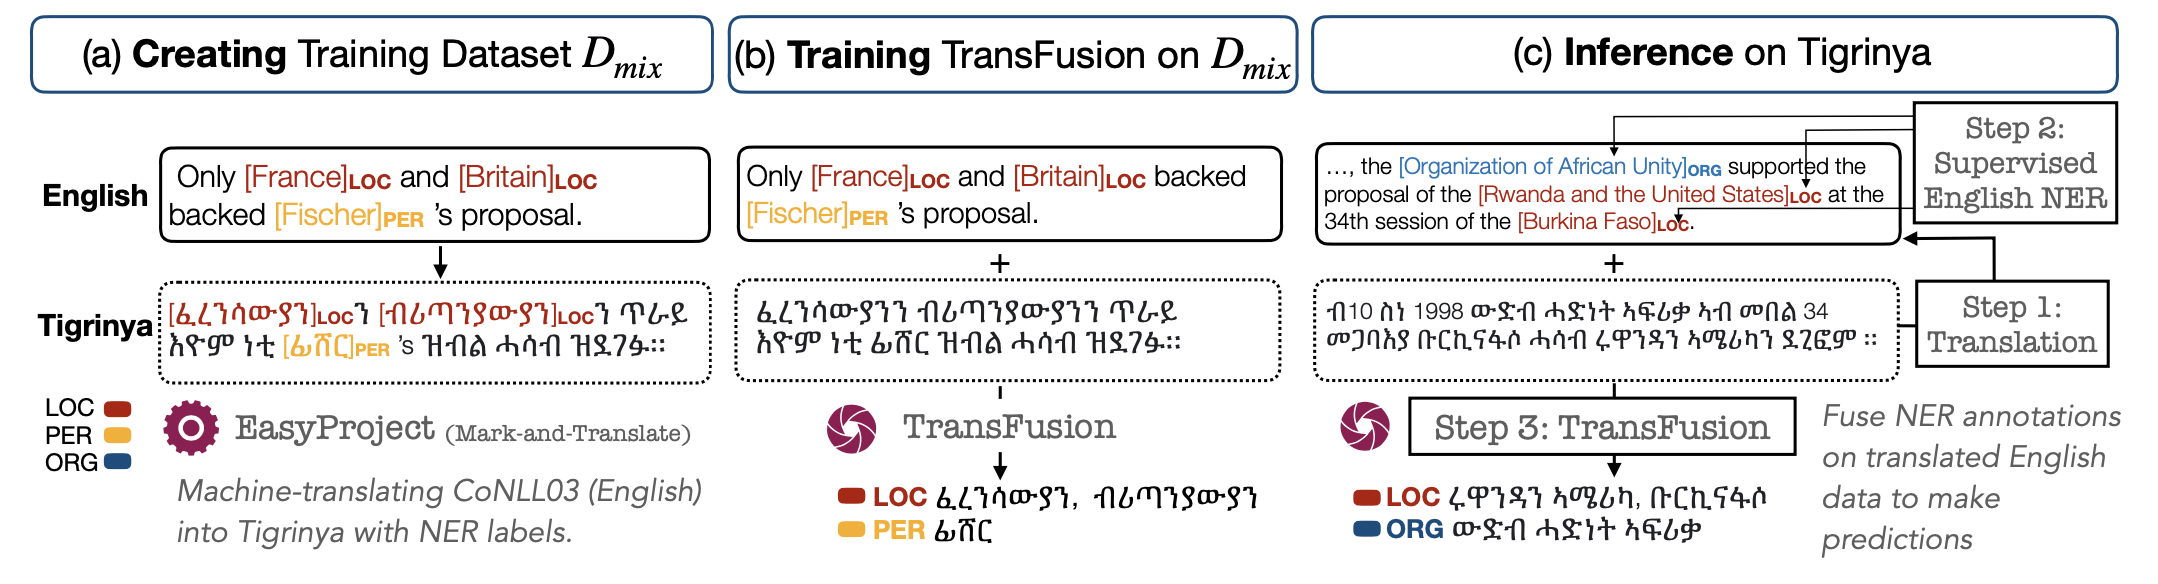 (a) Creating Training Dataset D_mix
(b) Training TransFusion on D_mix
(c) Inference on Tigrinya
English
Only [France]LOC and [Britain]LOC
backed [Fischer]PER 's proposal.
Tigrinya
[ፈረንሳውያን]LOCን [ብሪጣንያውያን]LOCን ጥራይ
እዮም ነቲ [ፊሸር]PER 's ዝብል ሓሳብ ዝደገፉ።
LOC
PER
ORG
EasyProject (Mark-and-Translate)
Machine-translating CoNLL03 (English)
into Tigrinya with NER labels.
Only [France]LOC and [Britain]LOC backed
[Fischer]PER 's proposal.
+
ፈረንሳውያንን ብሪጣንያውያንን ጥራይ
እዮም ነቲ ፊሸር ዝብል ሓሳብ ዝደገፉ።
TransFusion
LOC ፈረንሳውያን, ብሪጣንያውያን
PER ፊሸር
..., the [Organization of African Unity]ORG supported the
proposal of the [Rwanda and the United States]LOC at the
34th session of the [Burkina Faso]LOC.
+
ብ10 ስነ 1998 ውድብ ሓድነት ኣፍሪቃ ኣብ መበል 34
መጋባእያ ቡርኪናፋሶ ሓሳብ ሩዋንዳን ኣሜሪካን ደጊፎም ።
Step 2:
Supervised
English NER
Step 1:
Translation
Step 3: TransFusion
LOC ሩዋንዳን ኣሜሪካ, ቡርኪናፋሶ
ORG ውድብ ሓድነት ኣፍሪቃ
Fuse NER annotations
on translated English
data to make
predictions